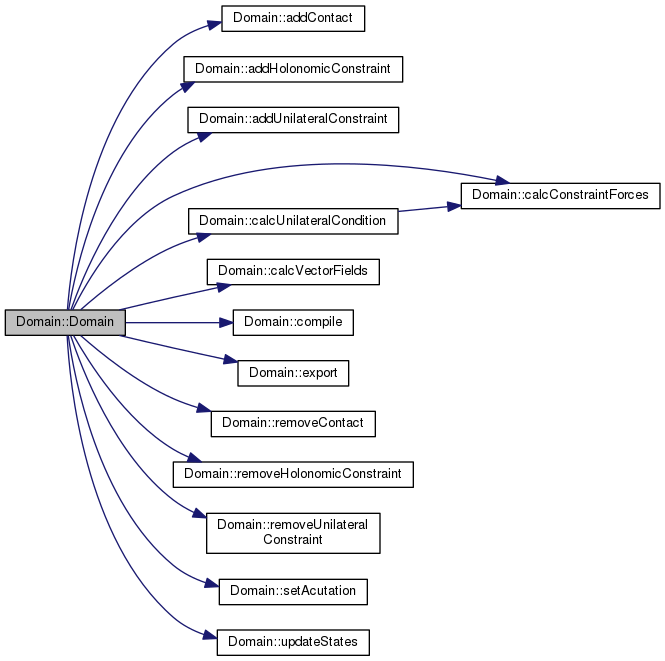 Domain::addContact
Domain::addHolonomicConstraint
Domain::addUnilateralConstraint
Domain::calcConstraintForces
Domain::calcUnilateralCondition
Domain::calcVectorFields
Domain::Domain
Domain::compile
Domain::export
Domain::removeContact
Domain::removeHolonomicConstraint
Domain::removeUnilateral
Constraint
Domain::setAcutation
Domain::updateStates